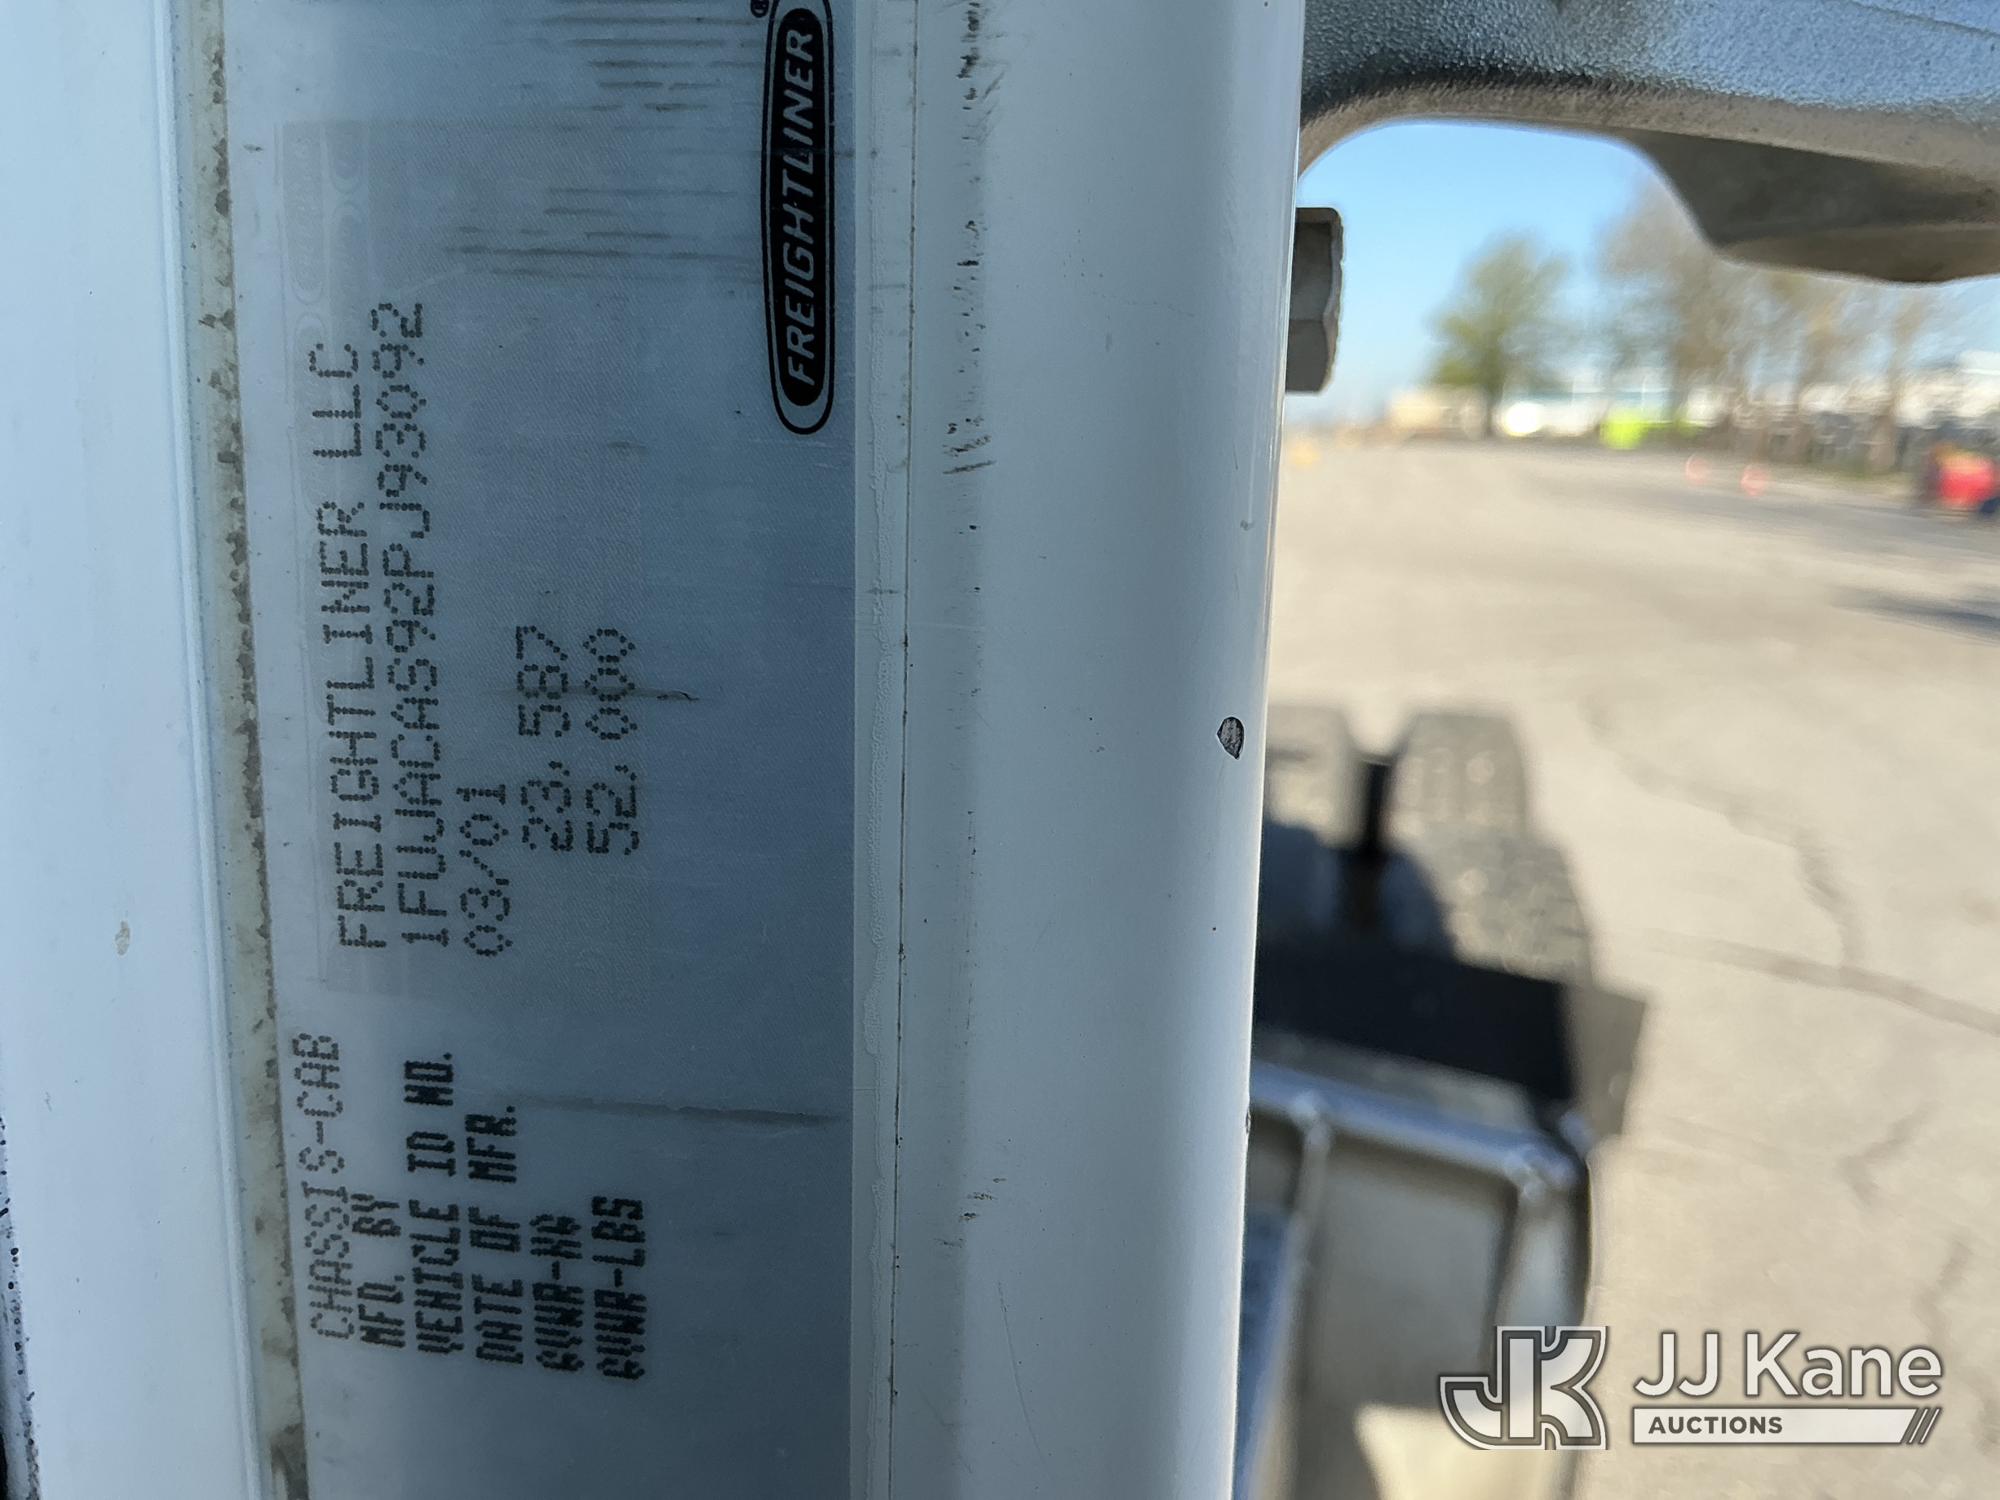 CHASSIS-CAB
MFD. BY FREIGHTLINER LLC
VEHICLE ID NO. 1FUJACAS92PJ93092
DATE OF MFR. 03/01
GVWR-KG 23,587
GVWR-LBS 52,000
FREIGHTLINER®
JK JJ Kane
AUCTIONS